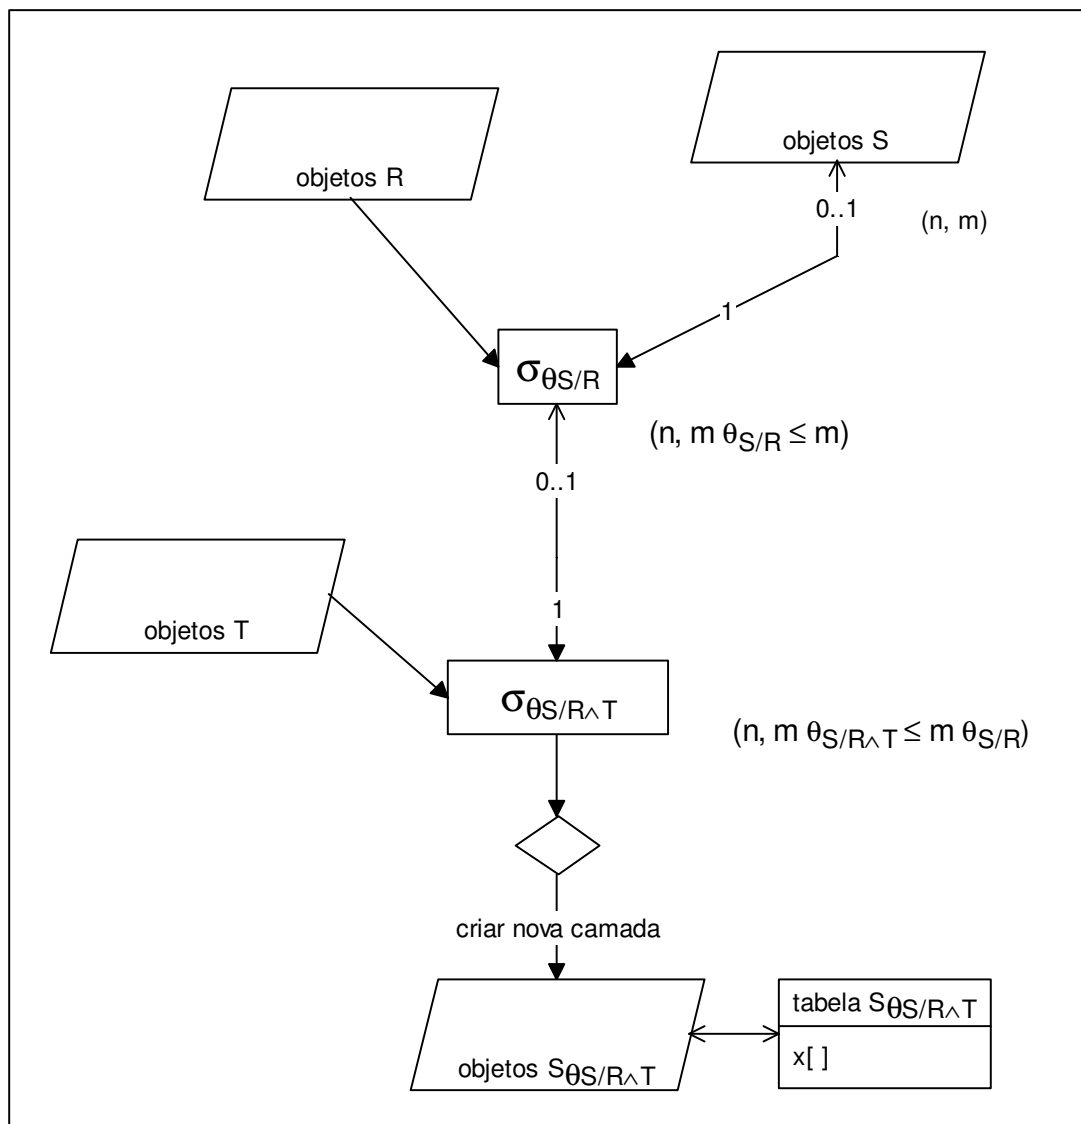 objetos S
objetos R
0..1
(n, m)
1
σθS/R
(n, m θS/R ≤ m)
0..1
1
objetos T
σθS/R∧T
(n, m θS/R∧T ≤ m θS/R)
criar nova camada
tabela SθS/R∧T
x[ ]
objetos SθS/R∧T